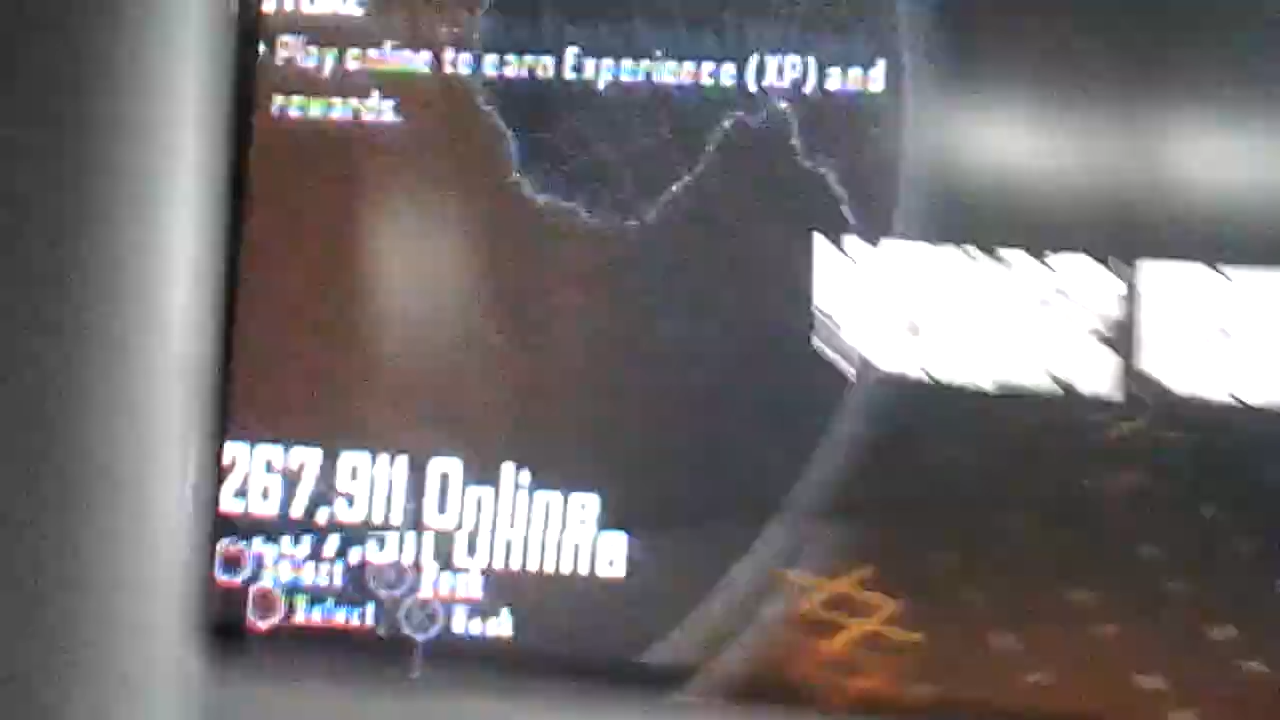 Play online to earn Experience (XP) and
rewards.
267,911 Online
Select Back